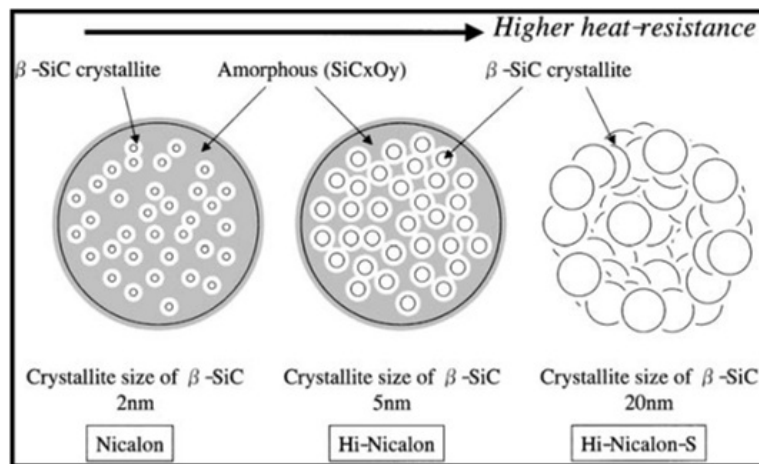 Higher heat-resistance
β-SiC crystallite
Amorphous (SiCxOy)
β-SiC crystallite
Crystallite size of β-SiC
2nm
Crystallite size of β-SiC
5nm
Crystallite size of β-SiC
20nm
Nicalon
Hi-Nicalon
Hi-Nicalon-S